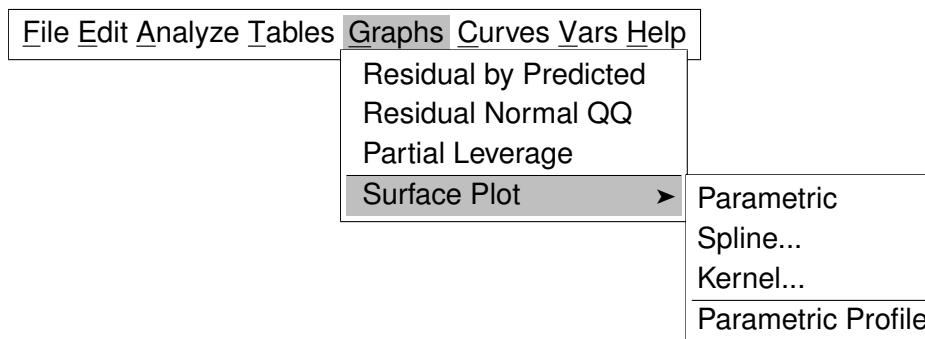 File Edit Analyze Tables Graphs Curves Vars Help
Residual by Predicted
Residual Normal QQ
Partial Leverage
Surface Plot ➤
Parametric
Spline...
Kernel...
Parametric Profile